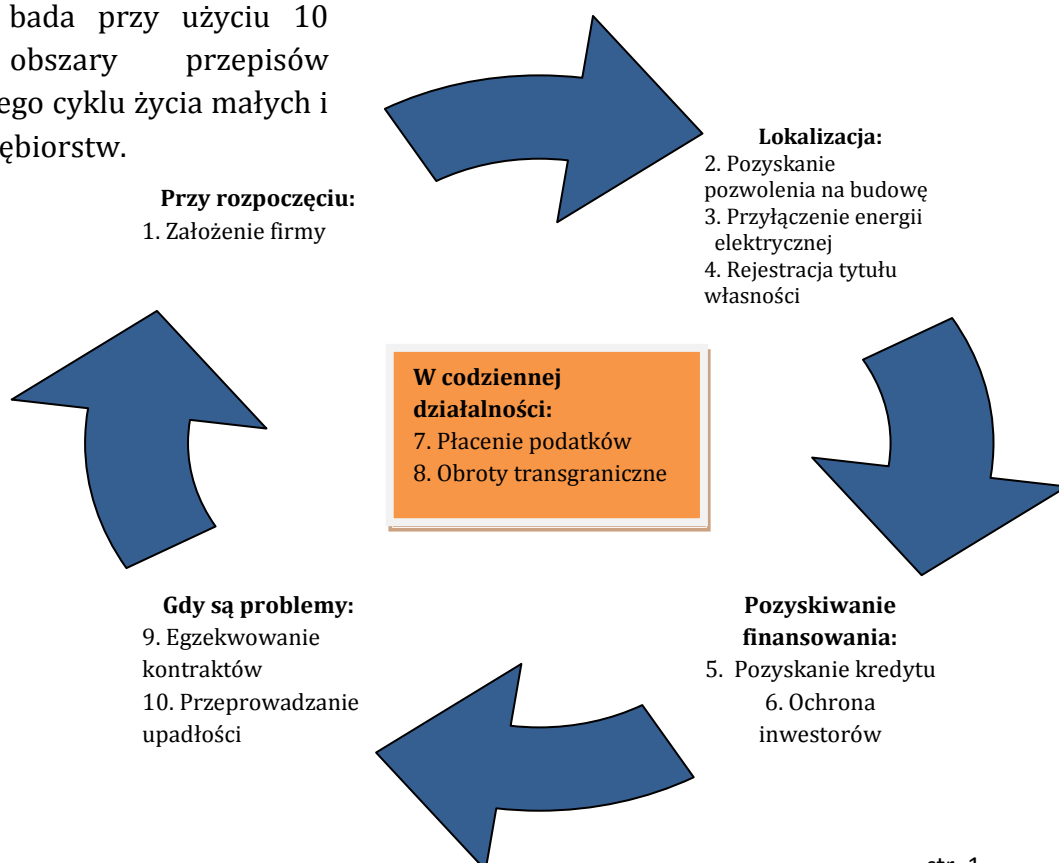 bada przy użyciu 10
obszary przepisów
ego cyklu życia małych i
ębiorstw.
Przy rozpoczęciu:
1. Założenie firmy
Lokalizacja:
2. Pozyskanie
pozwolenia na budowę
3. Przyłączenie energii
elektrycznej
4. Rejestracja tytułu
własności
W codziennej
działalności:
7. Płacenie podatków
8. Obroty transgraniczne
Gdy są problemy:
9. Egzekwowanie
kontraktów
10. Przeprowadzanie
upadłości
Pozyskiwanie
finansowania:
5. Pozyskanie kredytu
6. Ochrona
inwestorów